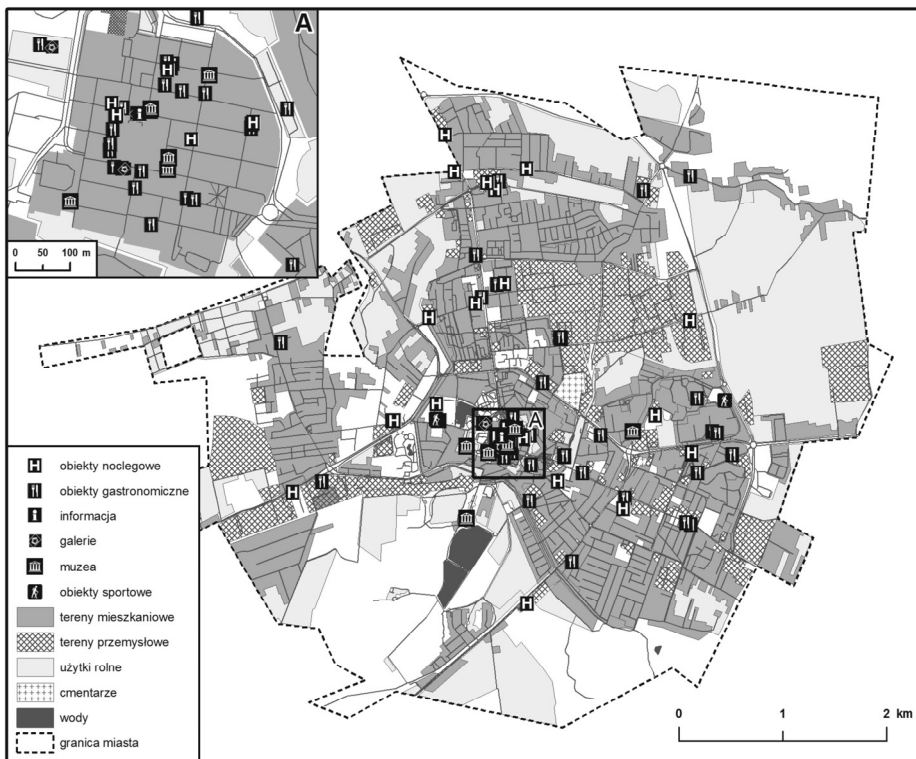 A
0 50 100 m
A
H obiekty noclegowe
obiekty gastronomiczne
informacja
galerie
muzea
obiekty sportowe
tereny mieszkaniowe
tereny przemysłowe
użytki rolne
cmentarze
wody
granica miasta
0 1 2 km